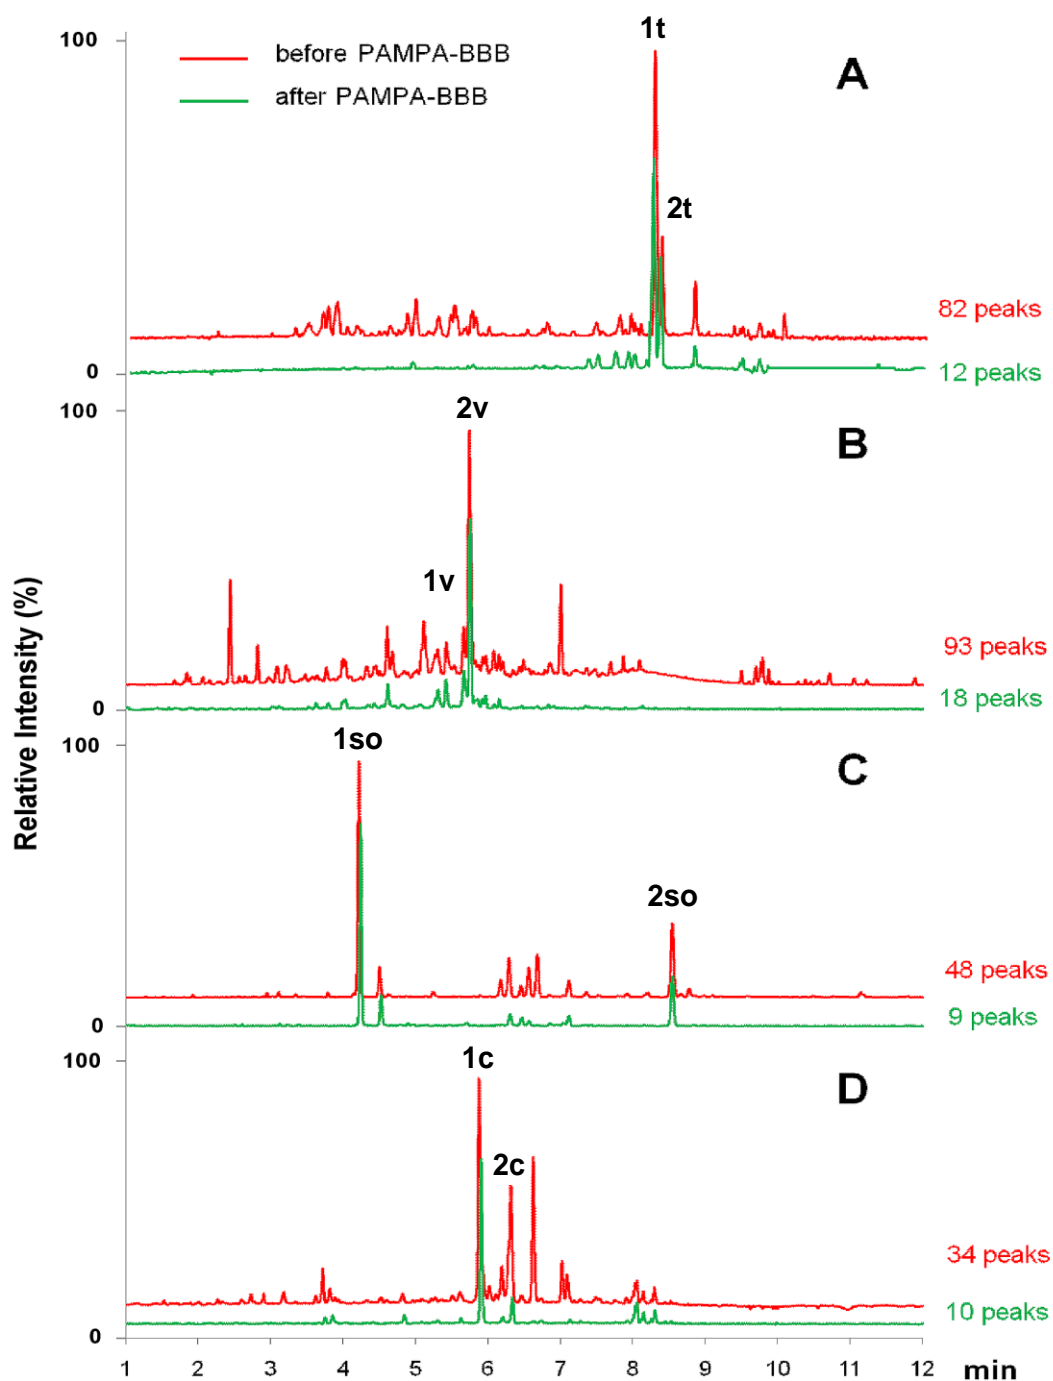 100
1t
before PAMPA-BBB
A
after PAMPA-BBB
2t
82 peaks
0
12 peaks
100
2v
B
1v
93 peaks
18 peaks
0
1so
100
C
2so
48 peaks
9 peaks
0
100
1c
D
2c
34 peaks
10 peaks
0
1 2 3 4 5 6 7 8 9 10 11 12 min
Relative Intensity (%)